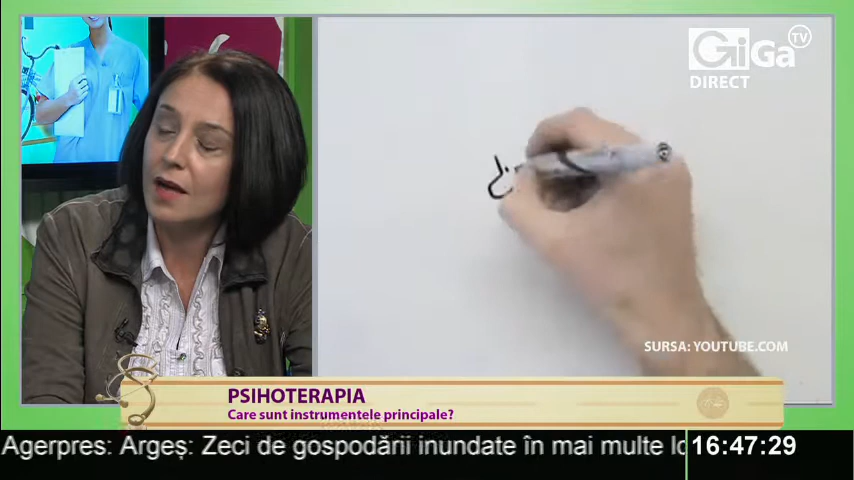 GiGa TV
DIRECT
SURSA: YOUTUBE.COM
PSIHOTERAPIA
Care sunt instrumentele principale?
Agerpres: Argeș: Zeci de gospodării inundate în mai multe
16:47:29